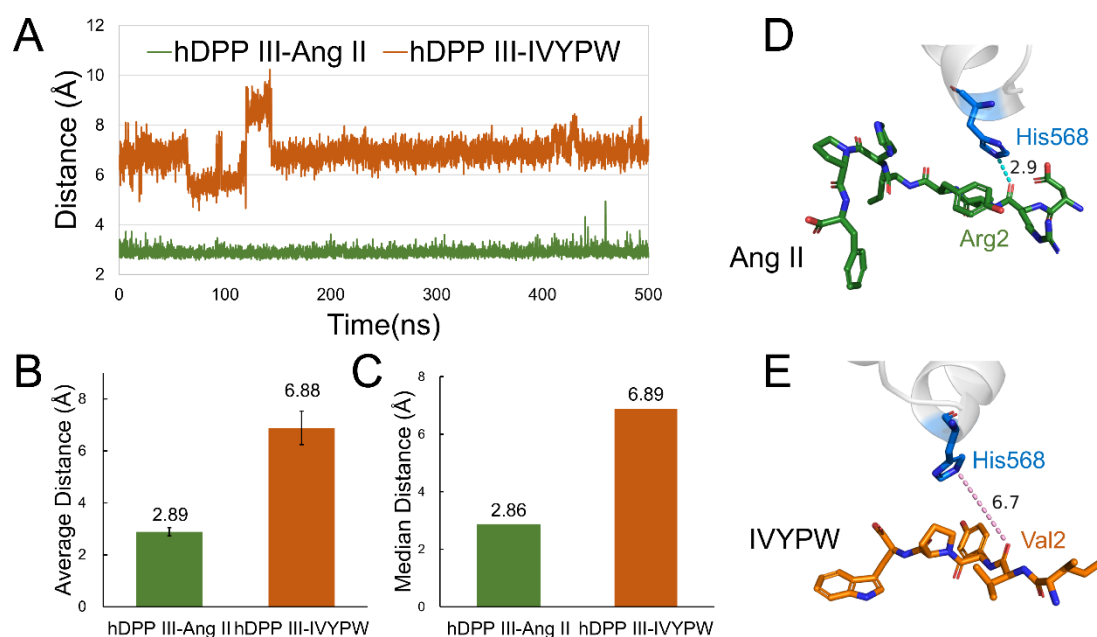 A
hDPP III-Ang II
hDPP III-IVYPW
Distance (Å)
12
10
8
6
4
2
0
100
200
300
400
500
Time(ns)
B
Average Distance (Å)
8
6
4
2
0
2.89
6.88
hDPP III-Ang II
hDPP III-IVYPW
C
Median Distance (Å)
8
6
4
2
0
2.86
6.89
hDPP III-Ang II
hDPP III-IVYPW
D
His568
2.9
Arg2
Ang II
E
His568
6.7
IVYPW
Val2